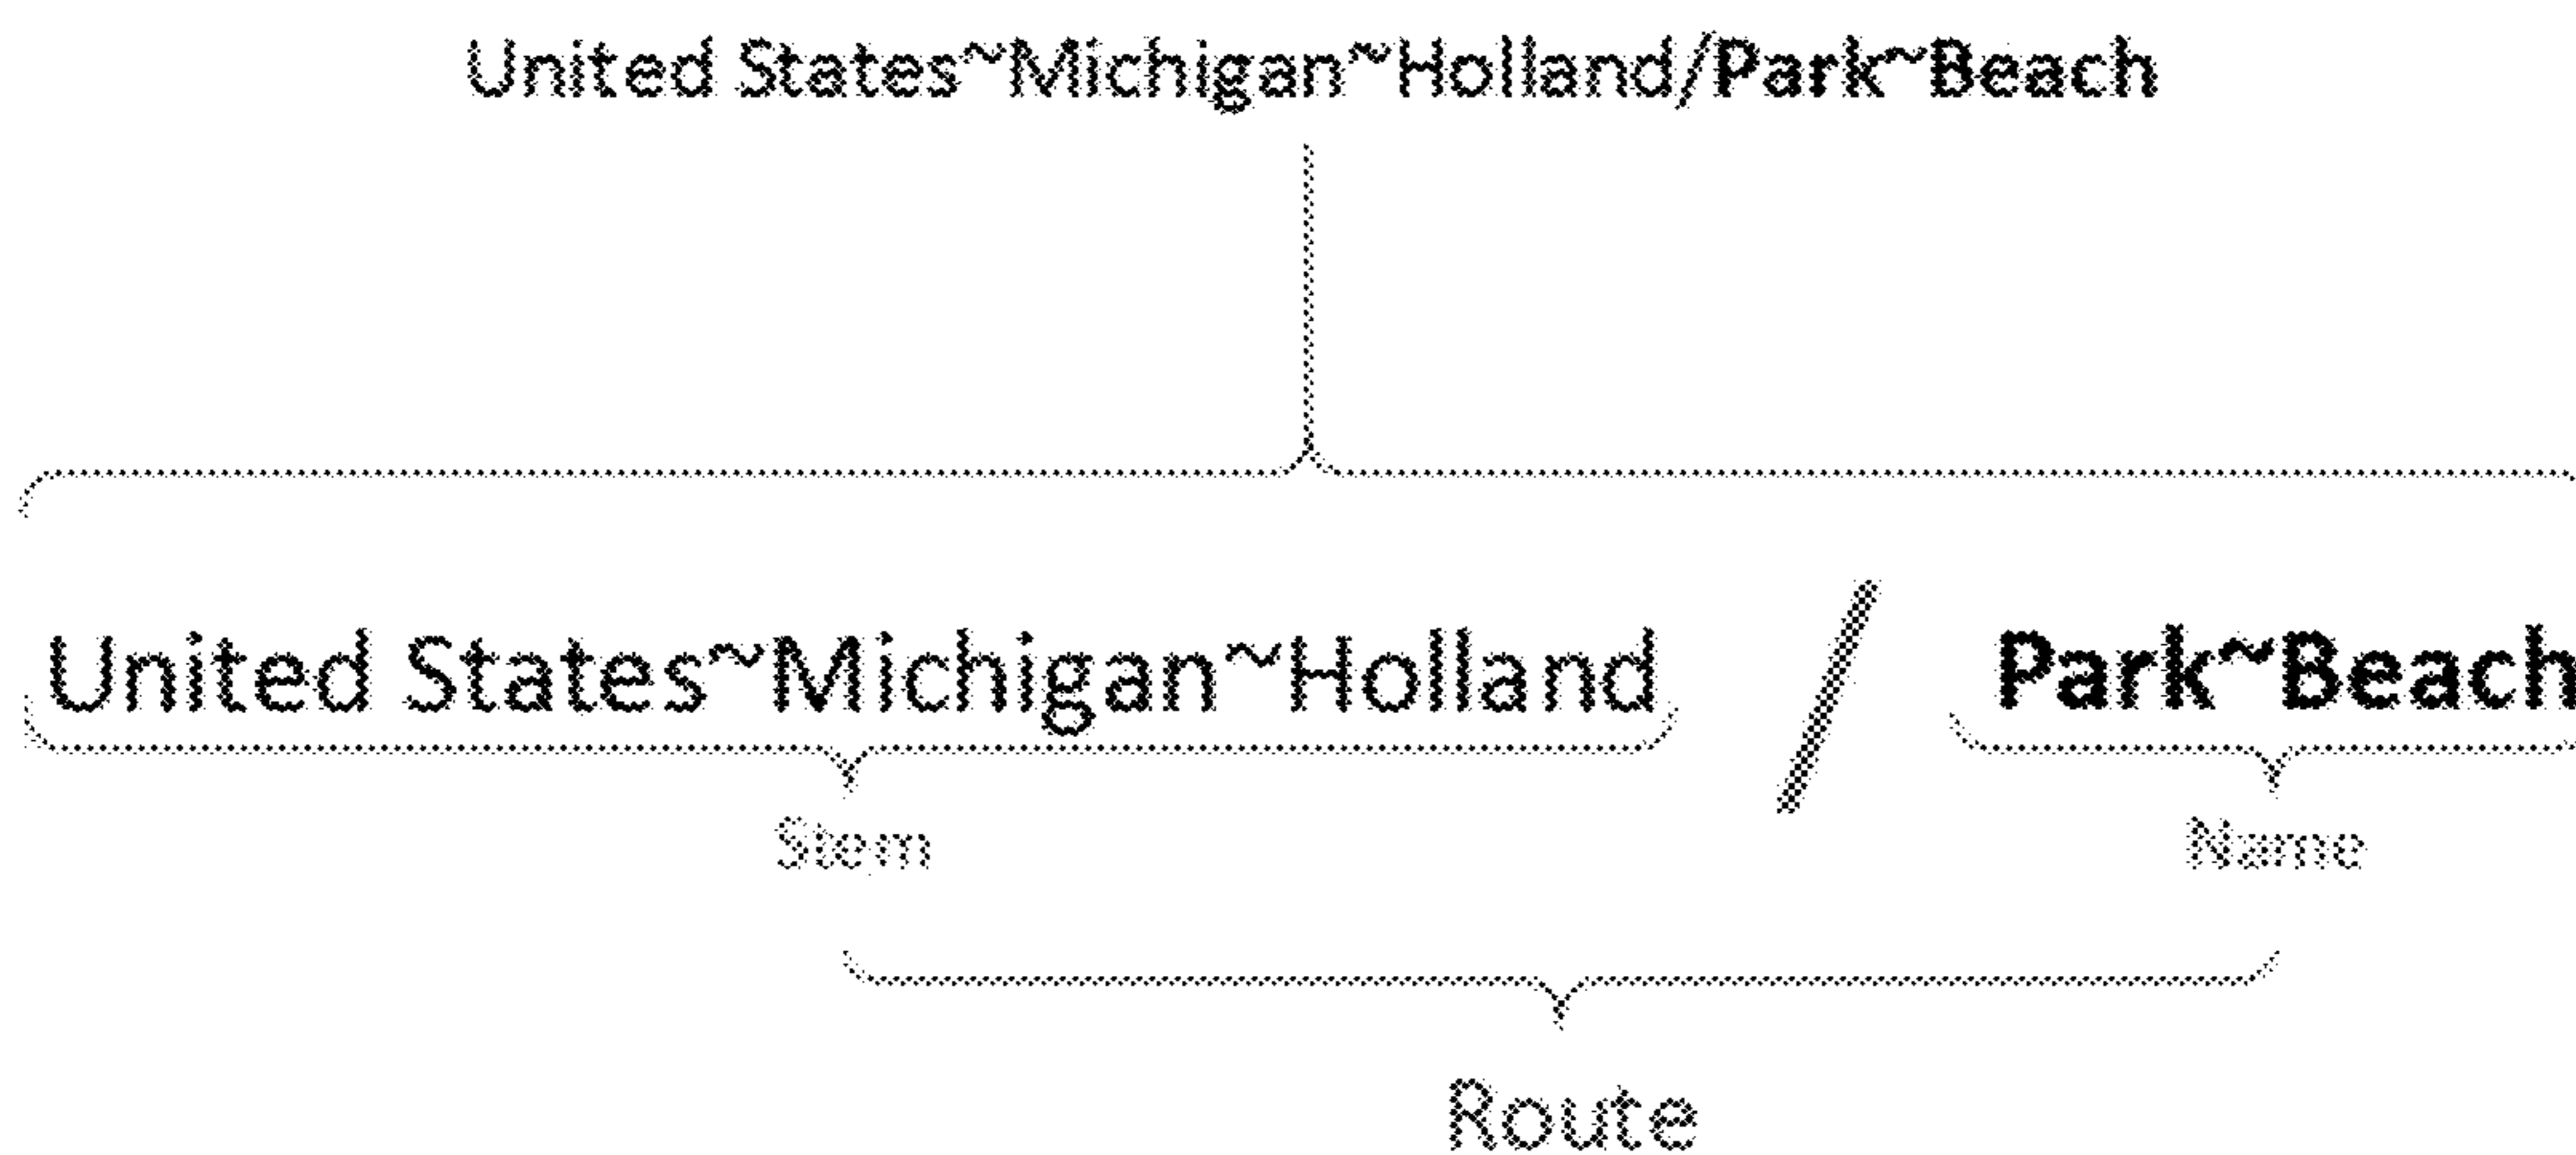 United States~Michigan~Holland/Park~Beach
United States~Michigan~Holland / Park~Beach
Stem Name
Route